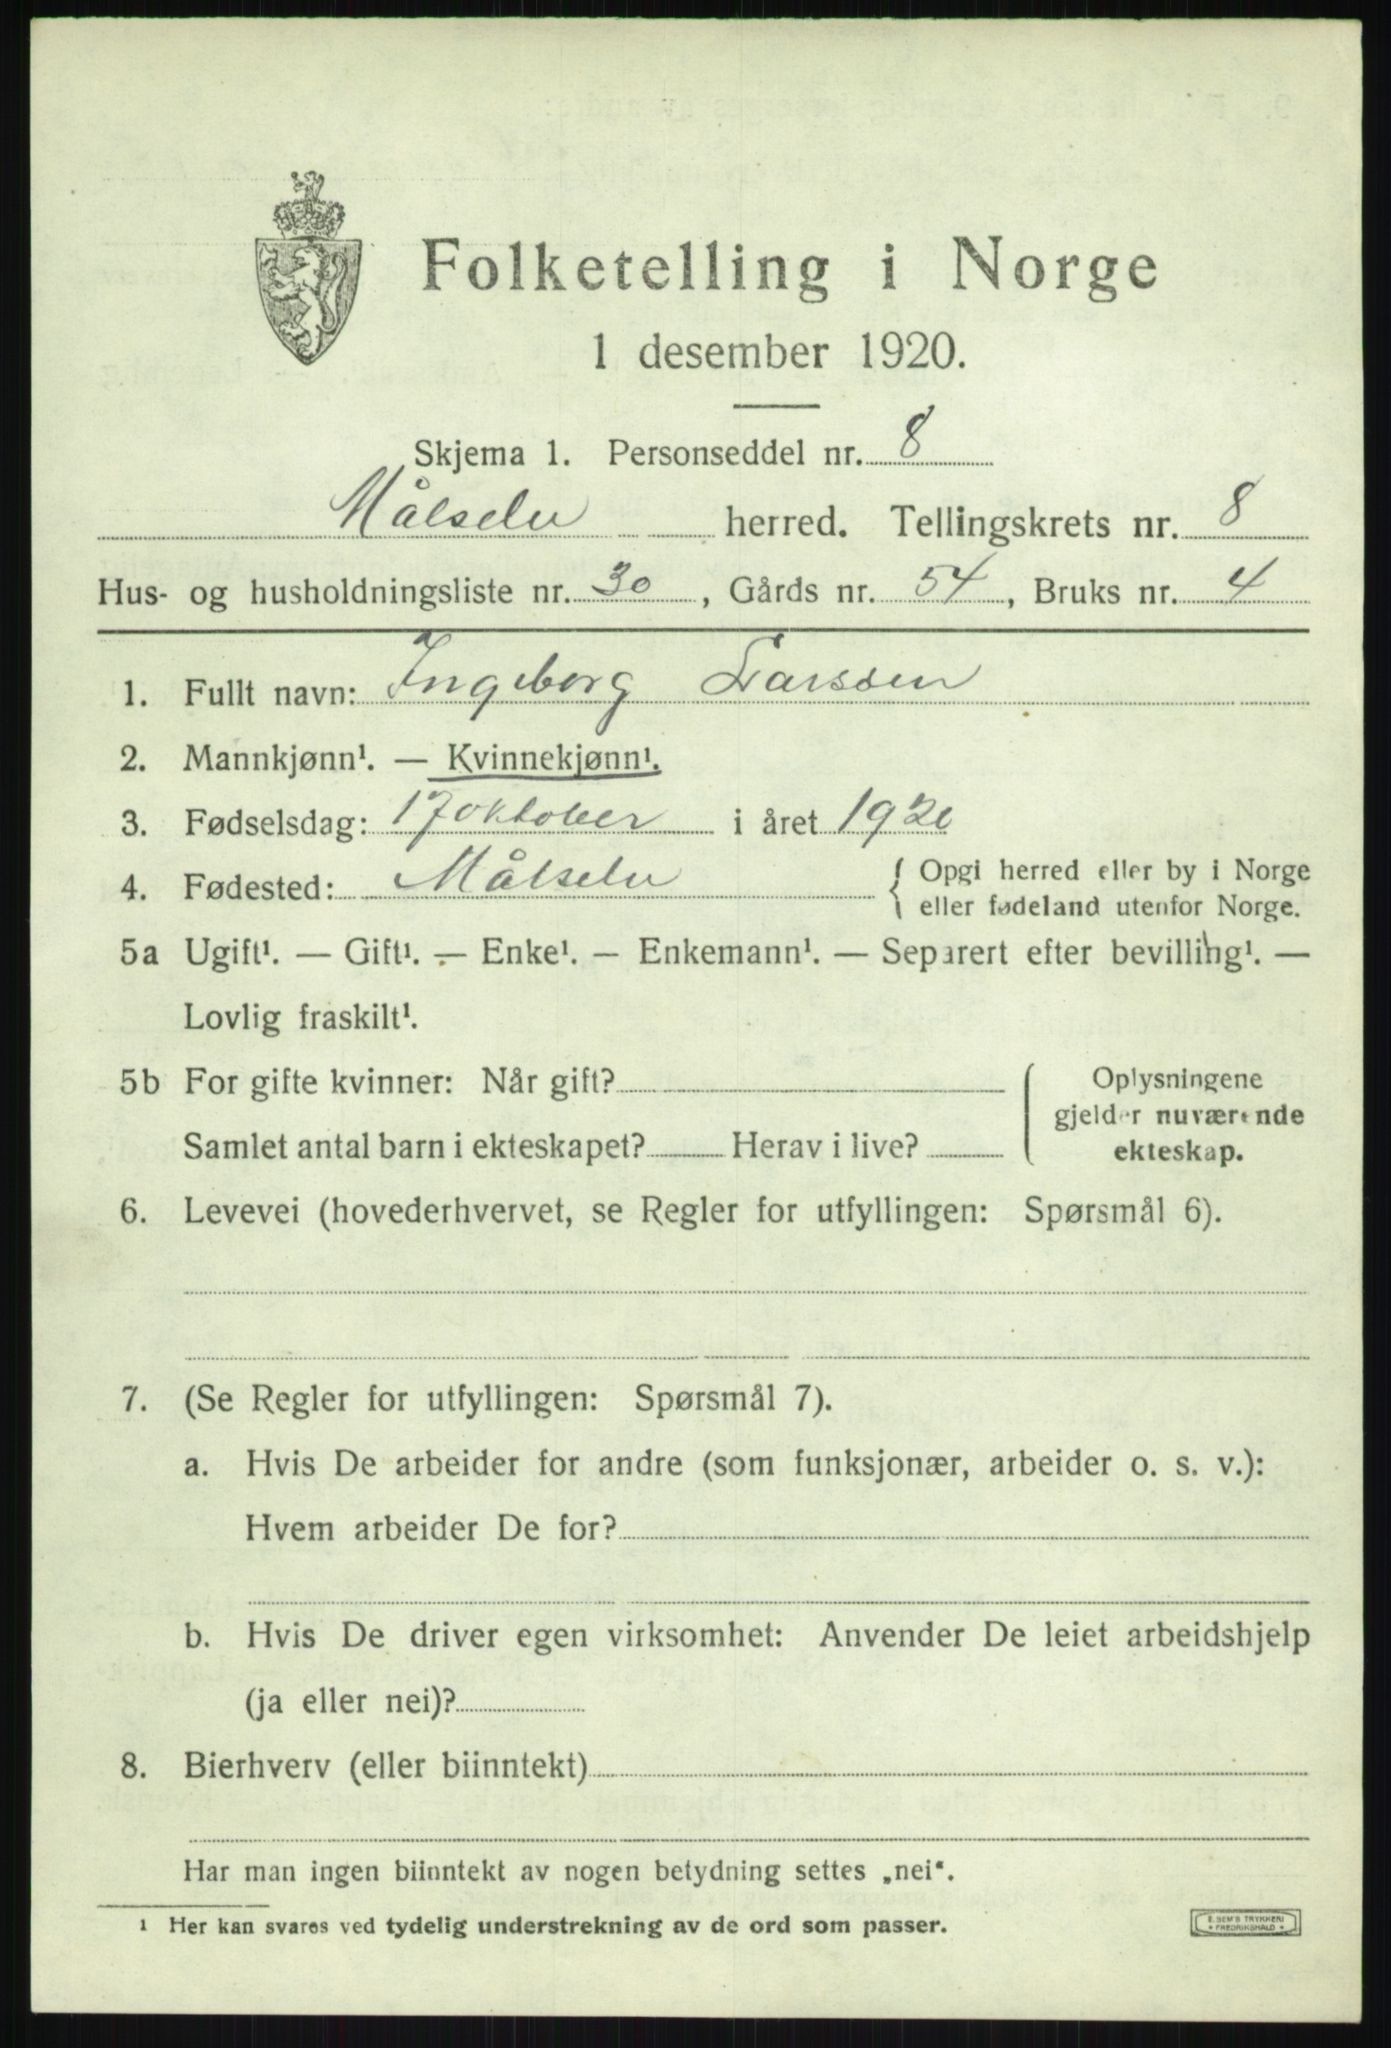 Folketelling i Norge
1 desember 1920.
Skjema 1. Personseddel nr. 8
Målselv herred. Tellingskrets nr. 8
Hus- og husholdningsliste nr. 30, Gårds nr. 54, Bruks nr. 4
1. Fullt navn: Ingeborg Larssen
2. Mannkjønn¹. — Kvinnekjønn¹.
3. Fødselsdag: 17 oktober i året 1920
4. Fødested: Målselv { Opgi herred eller by i Norge
eller fødeland utenfor Norge.
5a Ugift¹. — Gift¹. — Enke¹. — Enkemann¹. — Separert efter bevilling¹. —
Lovlig fraskilt¹.
5b For gifte kvinner: Når gift? Oplysningene
gjelder nuværende
Samlet antal barn i ekteskapet? Herav i live? ekteskap.
6. Levevei (hovederhvervet, se Regler for utfyllingen: Spørsmål 6).
7. (Se Regler for utfyllingen: Spørsmål 7).
a. Hvis De arbeider for andre (som funksjonær, arbeider o. s. v.):
Hvem arbeider De for?
b. Hvis De driver egen virksomhet: Anvender De leiet arbeidshjelp
(ja eller nei)?
8. Bierhverv (eller biinntekt)
Har man ingen biinntekt av nogen betydning settes „nei“.
¹ Her kan svares ved tydelig understrekning av de ord som passer.
E. SEM'S TRYKKERI
FREDRIKSHALD